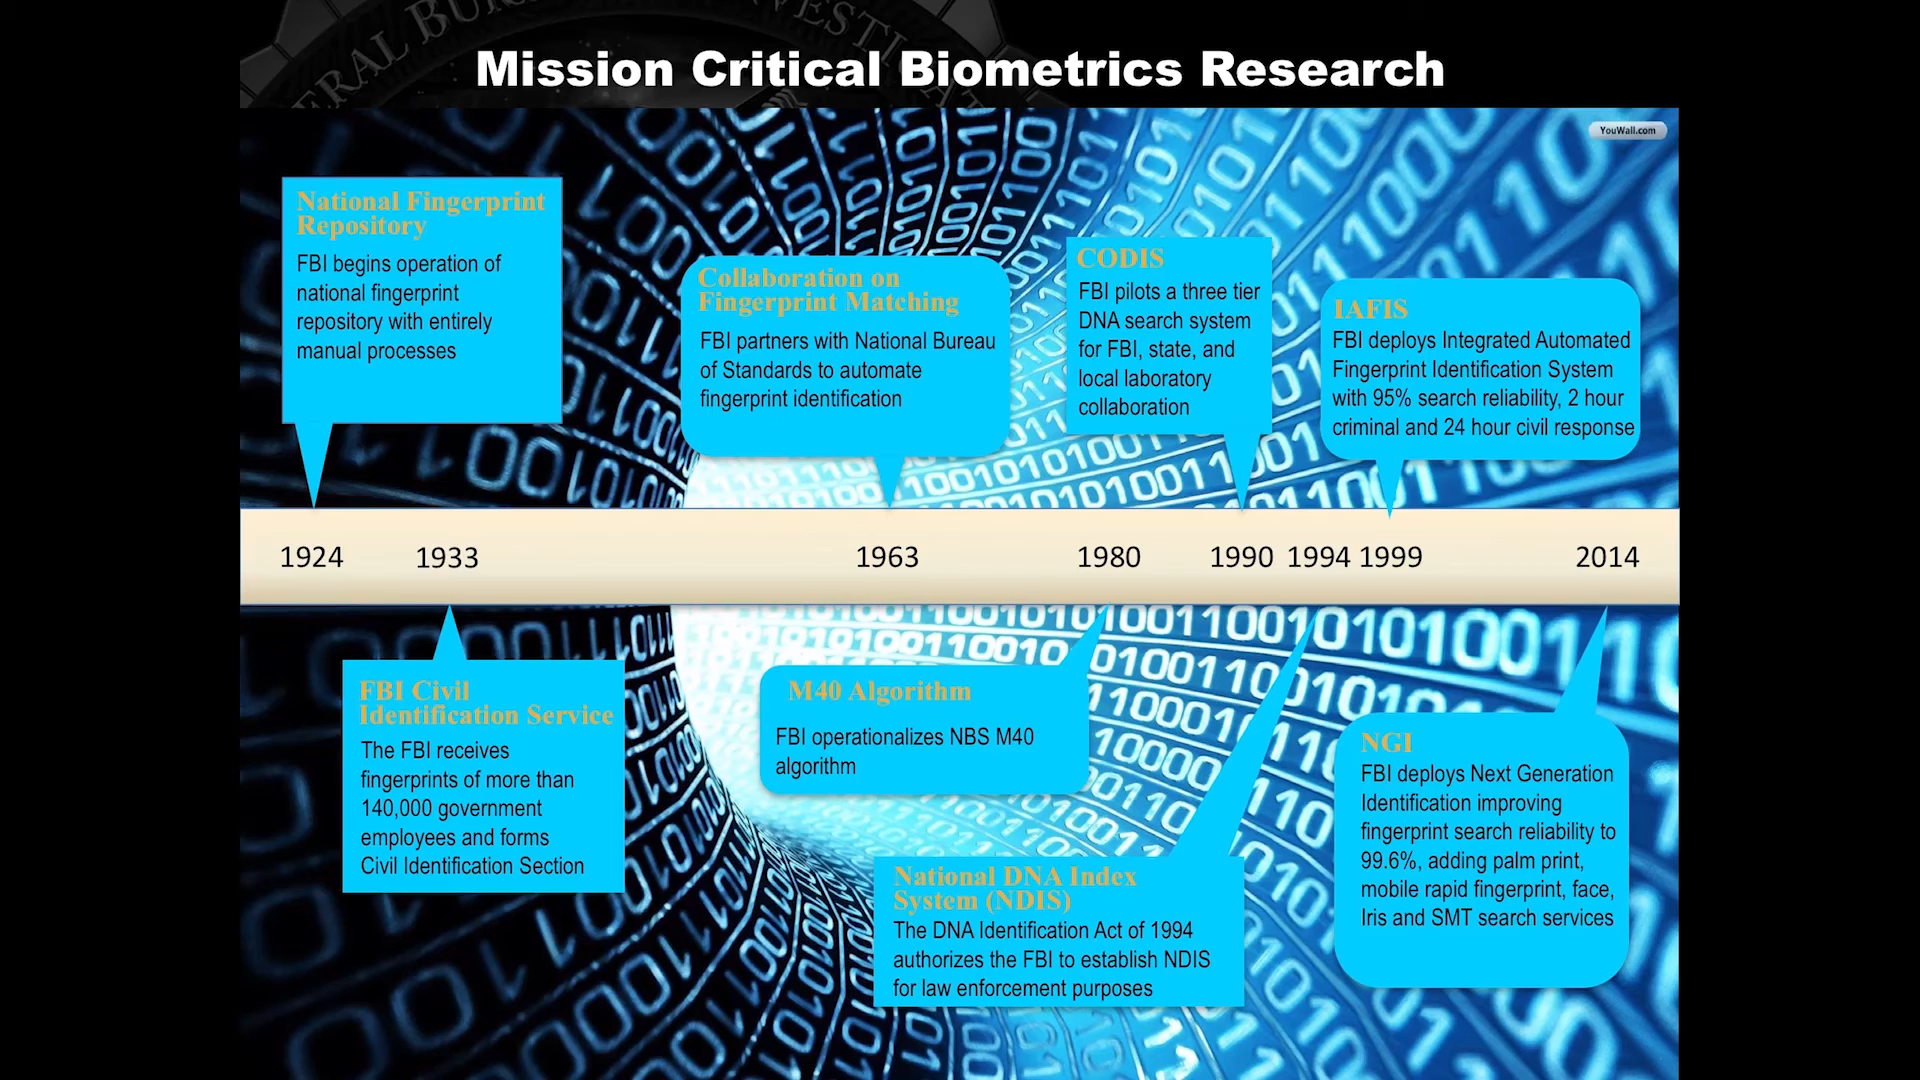 ERAL BUR
VESTIGA
Mission Critical Biometrics Research
YouWall.com
National Fingerprint
Repository
FBI begins operation of
national fingerprint
repository with entirely
manual processes
Collaboration on
Fingerprint Matching
FBI partners with National Bureau
of Standards to automate
fingerprint identification
CODIS
FBI pilots a three tier
DNA search system
for FBI, state, and
local laboratory
collaboration
IAFIS
FBI deploys Integrated Automated
Fingerprint Identification System
with 95% search reliability, 2 hour
criminal and 24 hour civil response
1924 1933 1963 1980 1990 1994 1999 2014
FBI Civil
Identification Service
The FBI receives
fingerprints of more than
140,000 government
employees and forms
Civil Identification Section
M40 Algorithm
FBI operationalizes NBS M40
algorithm
National DNA Index
System (NDIS)
The DNA Identification Act of 1994
authorizes the FBI to establish NDIS
for law enforcement purposes
NGI
FBI deploys Next Generation
Identification improving
fingerprint search reliability to
99.6%, adding palm print,
mobile rapid fingerprint, face,
Iris and SMT search services